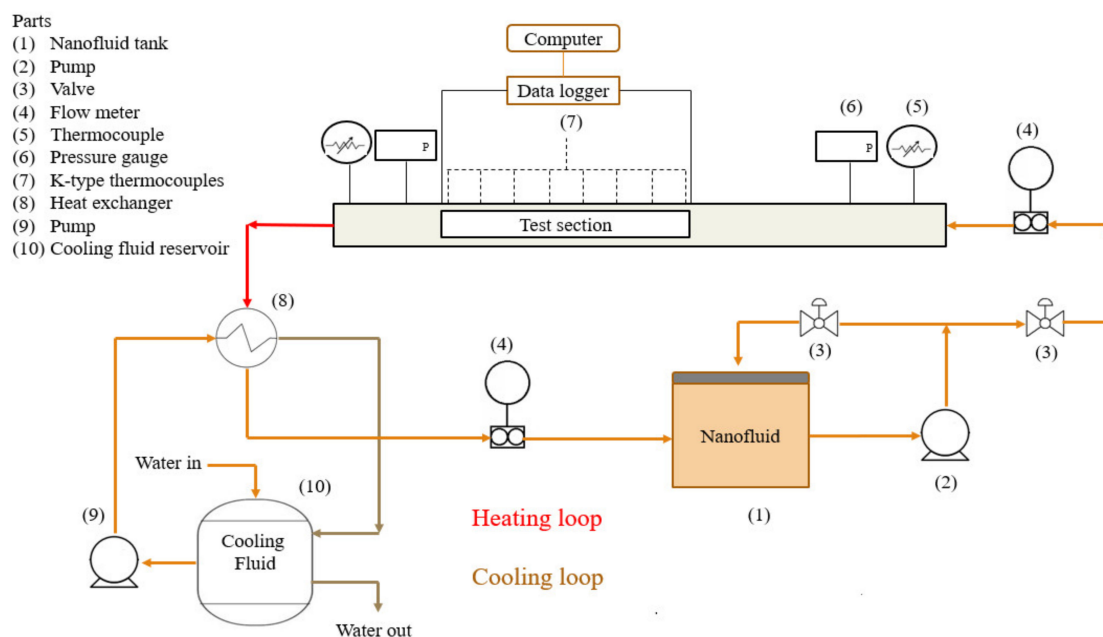 Parts
(1) Nanofluid tank
(2) Pump
(3) Valve
(4) Flow meter
(5) Thermocouple
(6) Pressure gauge
(7) K-type thermocouples
(8) Heat exchanger
(9) Pump
(10) Cooling fluid reservoir
Computer
Data logger
(7)
(6)
(5)
(4)
P
P
Test section
(8)
(4)
(3)
(3)
Nanofluid
Water in
(10)
(2)
(9)
Heating loop
(1)
Cooling
Fluid
Cooling loop
Water out